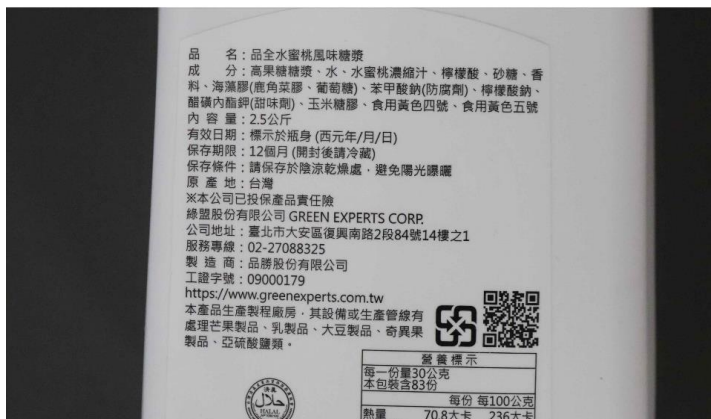 品　　名：品全水蜜桃風味糖漿
成　　分：高果糖糖漿、水、水蜜桃濃縮汁、檸檬酸、砂糖、香
料、海藻膠(鹿角菜膠、葡萄糖)、苯甲酸鈉(防腐劑)、檸檬酸鈉、
醋磺內酯鉀(甜味劑)、玉米糖膠、食用黃色四號、食用黃色五號
內 容 量：2.5公斤
有效日期：標示於瓶身 (西元年/月/日)
保存期限：12個月 (開封後請冷藏)
保存條件：請保存於陰涼乾燥處，避免陽光曝曬
原 產 地：台灣
※本公司已投保產品責任險
綠盟股份有限公司 GREEN EXPERTS CORP.
公司地址：臺北市大安區復興南路2段84號14樓之1
服務專線：02-27088325
製 造 商：品勝股份有限公司
工證字號：09000179
https://www.greenexperts.com.tw
本產品生產製程廠房，其設備或生產管線有
處理芒果製品、乳製品、大豆製品、奇異果
製品、亞硫酸鹽類。
營養標示
每一份量30公克
本包裝含83份
每份 每100公克
熱量 70.8大卡 236大卡
حلال
HALAL